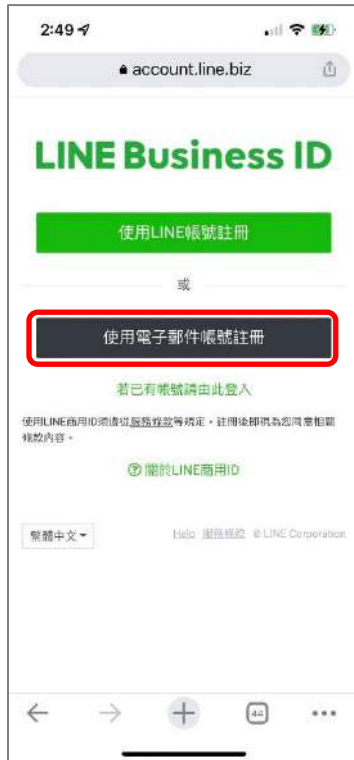 2:49
account.line.biz
LINE Business ID
使用LINE帳號註冊
或
使用電子郵件帳號註冊
若已有帳號請由此登入
使用LINE商用ID須遵從服務條款等規定，註冊後即視為您同意相關
條款內容。
關於LINE商用ID
繁體中文
Help 服務條款 © LINE Corporation
44